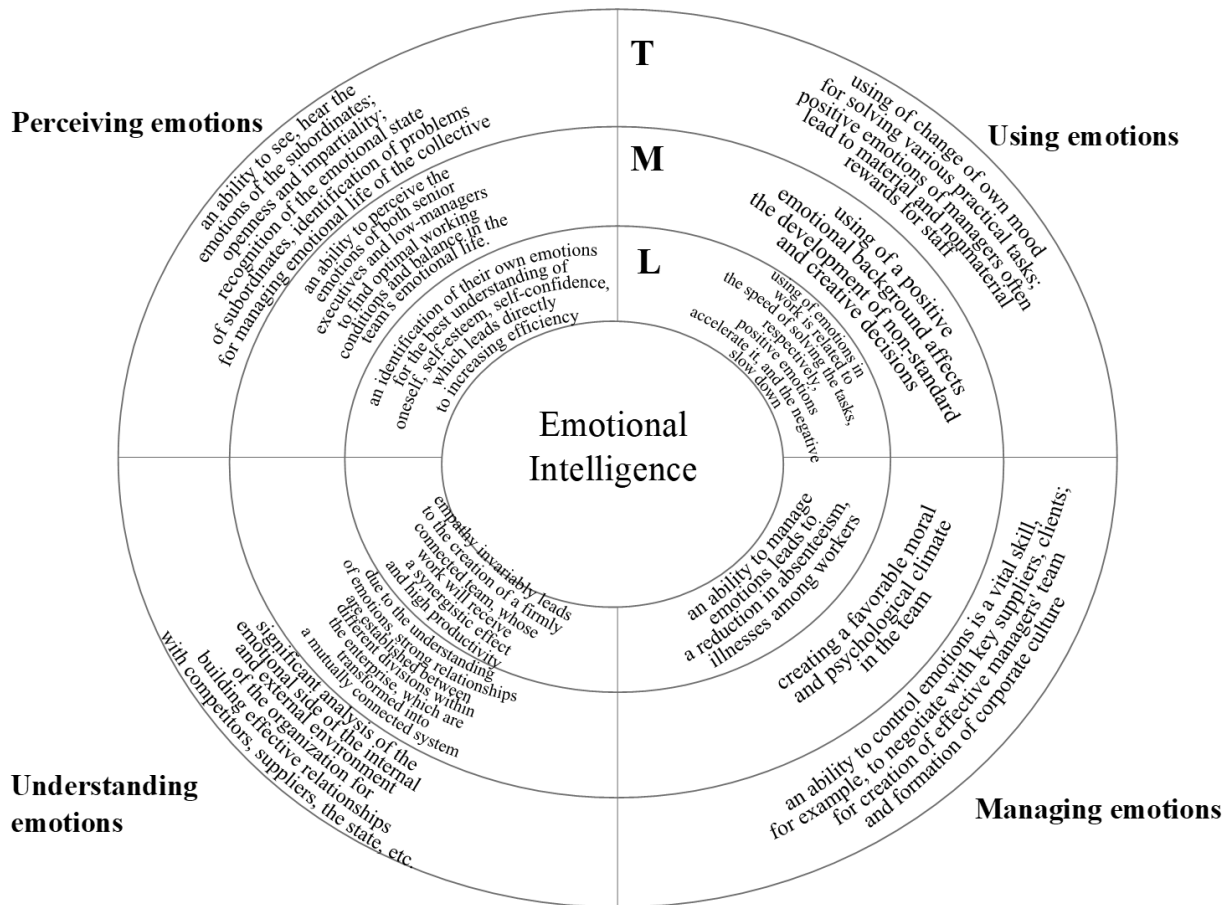 Perceiving emotions
an ability to see, hear the
emotions of the subordinates;
openness and impartiality;
recognition of the emotional state
of subordinates, identification of problems
for managing emotional life of the collective
an ability to perceive the
emotions of both senior
executives and low-managers
to find optimal working
conditions and balance in the
team's emotional life.
an identification of their own emotions
for the best understanding of
oneself, self-esteem, self-confidence,
which leads directly
to increasing efficiency
T
M
L
Using emotions
using of change of own mood
for solving various practical tasks;
positive emotions of managers often
lead to material and nonmaterial
rewards for staff
using of a positive
emotional background affects
the development of non-standard
and creative decisions
using of emotions in
work is related to
the speed of solving the tasks,
respectively,
positive emotions
accelerate it, and the negative
slow down
Emotional
Intelligence
empathy invariably leads
to the creation of a firmly
connected team, whose
work will receive
a synergistic effect
and high productivity
due to the understanding
of emotions, strong relationships
are established between
different divisions within
the enterprise, which are
transformed into
a mutually connected system
significant analysis of the
emotional side of the internal
and external environment
of the organization for
building effective relationships
with competitors, suppliers, the state, etc.
Understanding
emotions
an ability to manage
emotions leads to
a reduction in absenteeism,
illnesses among workers
creating a favorable moral
and psychological climate
in the team
an ability to control emotions is a vital skill,
for example, to negotiate with key suppliers, clients;
for creation of effective managers' team
and formation of corporate culture
Managing emotions